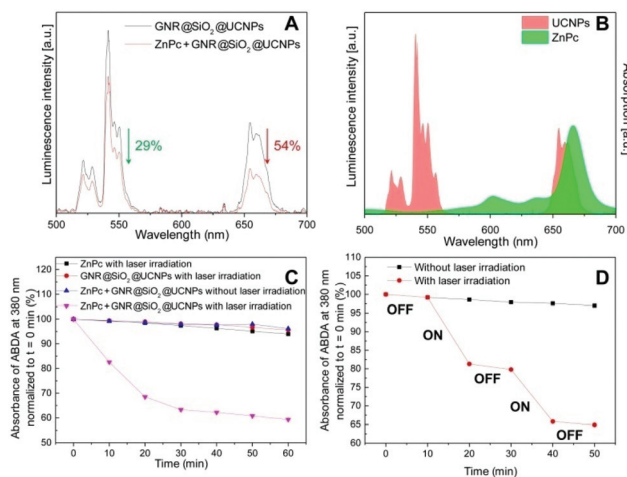 A
GNR@SiO2@UCNPs
ZnPc+GNR@SiO2@UCNPs
29%
54%
Luminescence intensity [a.u.]
500 550 600 650 700
Wavelength (nm)
B
UCNPs
ZnPc
Luminescence intensity [a.u.]
Absorption [a.u.]
500 550 600 650 700
Wavelength (nm)
C
ZnPc with laser irradiation
GNR@SiO2@UCNPs with laser irradiation
ZnPc + GNR@SiO2@UCNPs without laser irradiation
ZnPc + GNR@SiO2@UCNPs with laser irradiation
Absorbance of ABDA at 380 nm
normalized to t = 0 min (%)
120
110
100
90
80
70
60
50
0 10 20 30 40 50 60
Time (min)
D
Without laser irradiation
With laser irradiation
OFF
ON
OFF
ON
OFF
Absorbance of ABDA at 380 nm
normalized to t = 0 min (%)
105
100
95
90
85
80
75
70
65
60
0 10 20 30 40 50
Time (min)